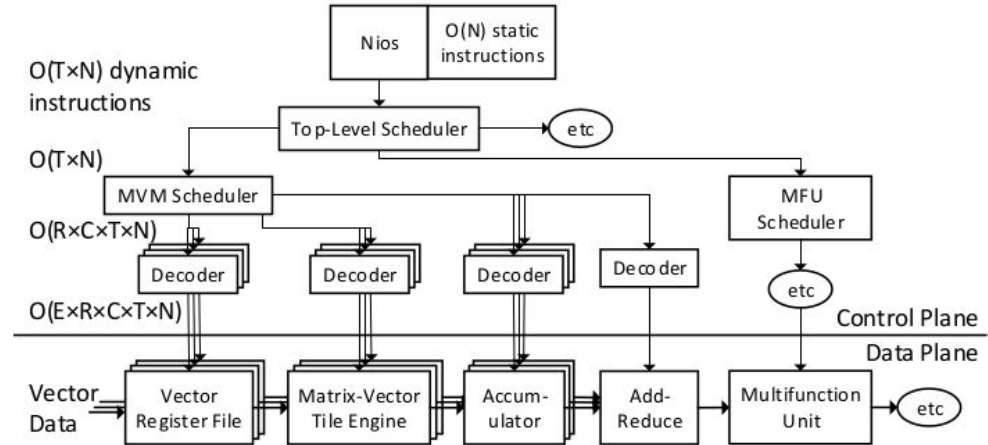 Nios
O(N) static
instructions
O(T×N) dynamic
instructions
Top-Level Scheduler
etc
O(T×N)
MVM Scheduler
MFU
Scheduler
O(R×C×T×N)
Decoder
Decoder
Decoder
Decoder
etc
O(E×R×C×T×N)
Control Plane
Data Plane
Vector
Data
Vector
Register File
Matrix-Vector
Tile Engine
Accum-
ulator
Add-
Reduce
Multifunction
Unit
etc